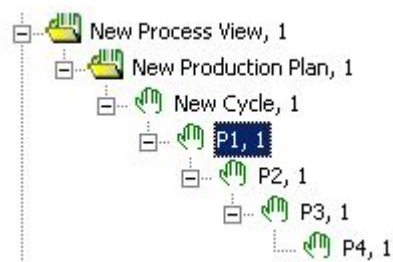 New Process View, 1
New Production Plan, 1
New Cycle, 1
P1, 1
P2, 1
P3, 1
P4, 1